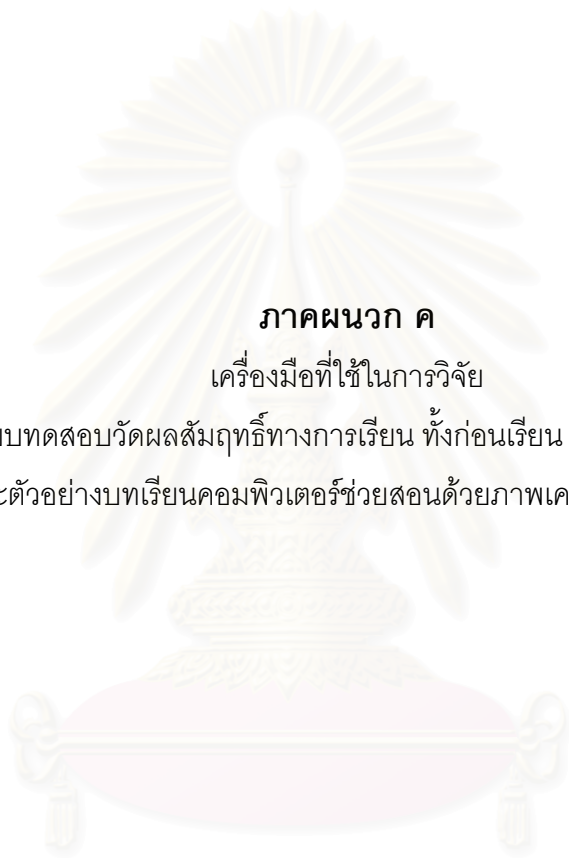 ภาคผนวก ค
เครื่องมือที่ใช้ในการวิจัย
บทดสอบวัดผลสัมฤทธิ์ทางการเรียน ทั้งก่อนเรียน
ตัวอย่างบทเรียนคอมพิวเตอร์ช่วยสอนด้วยภาพเค